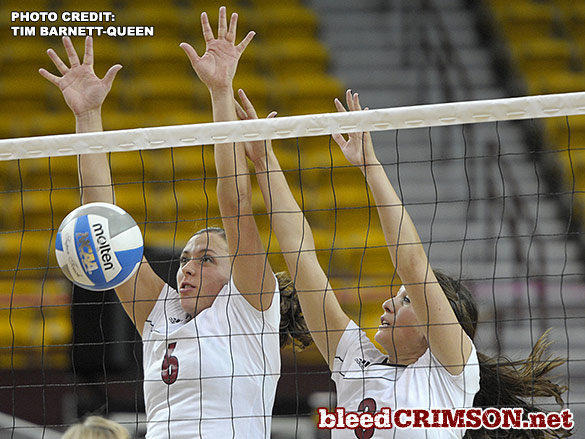 PHOTO CREDIT:
TIM BARNETT-QUEEN
molten
NCAA
6
bleedCRIMSON.net